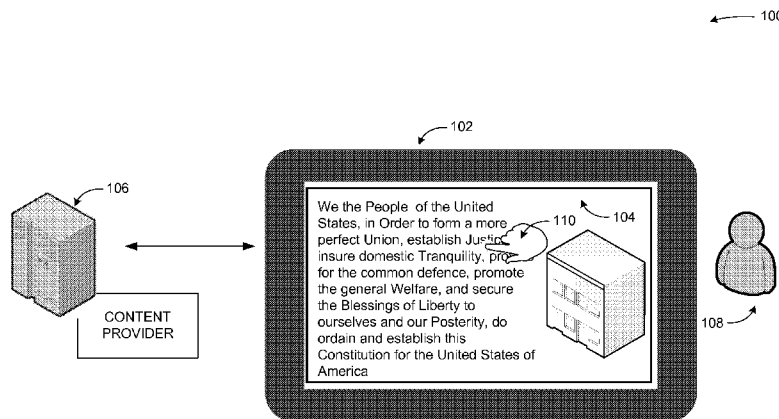 100
102
106
We the People of the United
States, in Order to form a more
110
104
perfect Union, establish
insure domestic Tranquility,
for the common defence, promote
the general Welfare, and secure
the Blessings of Liberty to
ourselves and our Posterity, do
ordain and establish this
Constitution for the United States of
America
CONTENT
PROVIDER
108